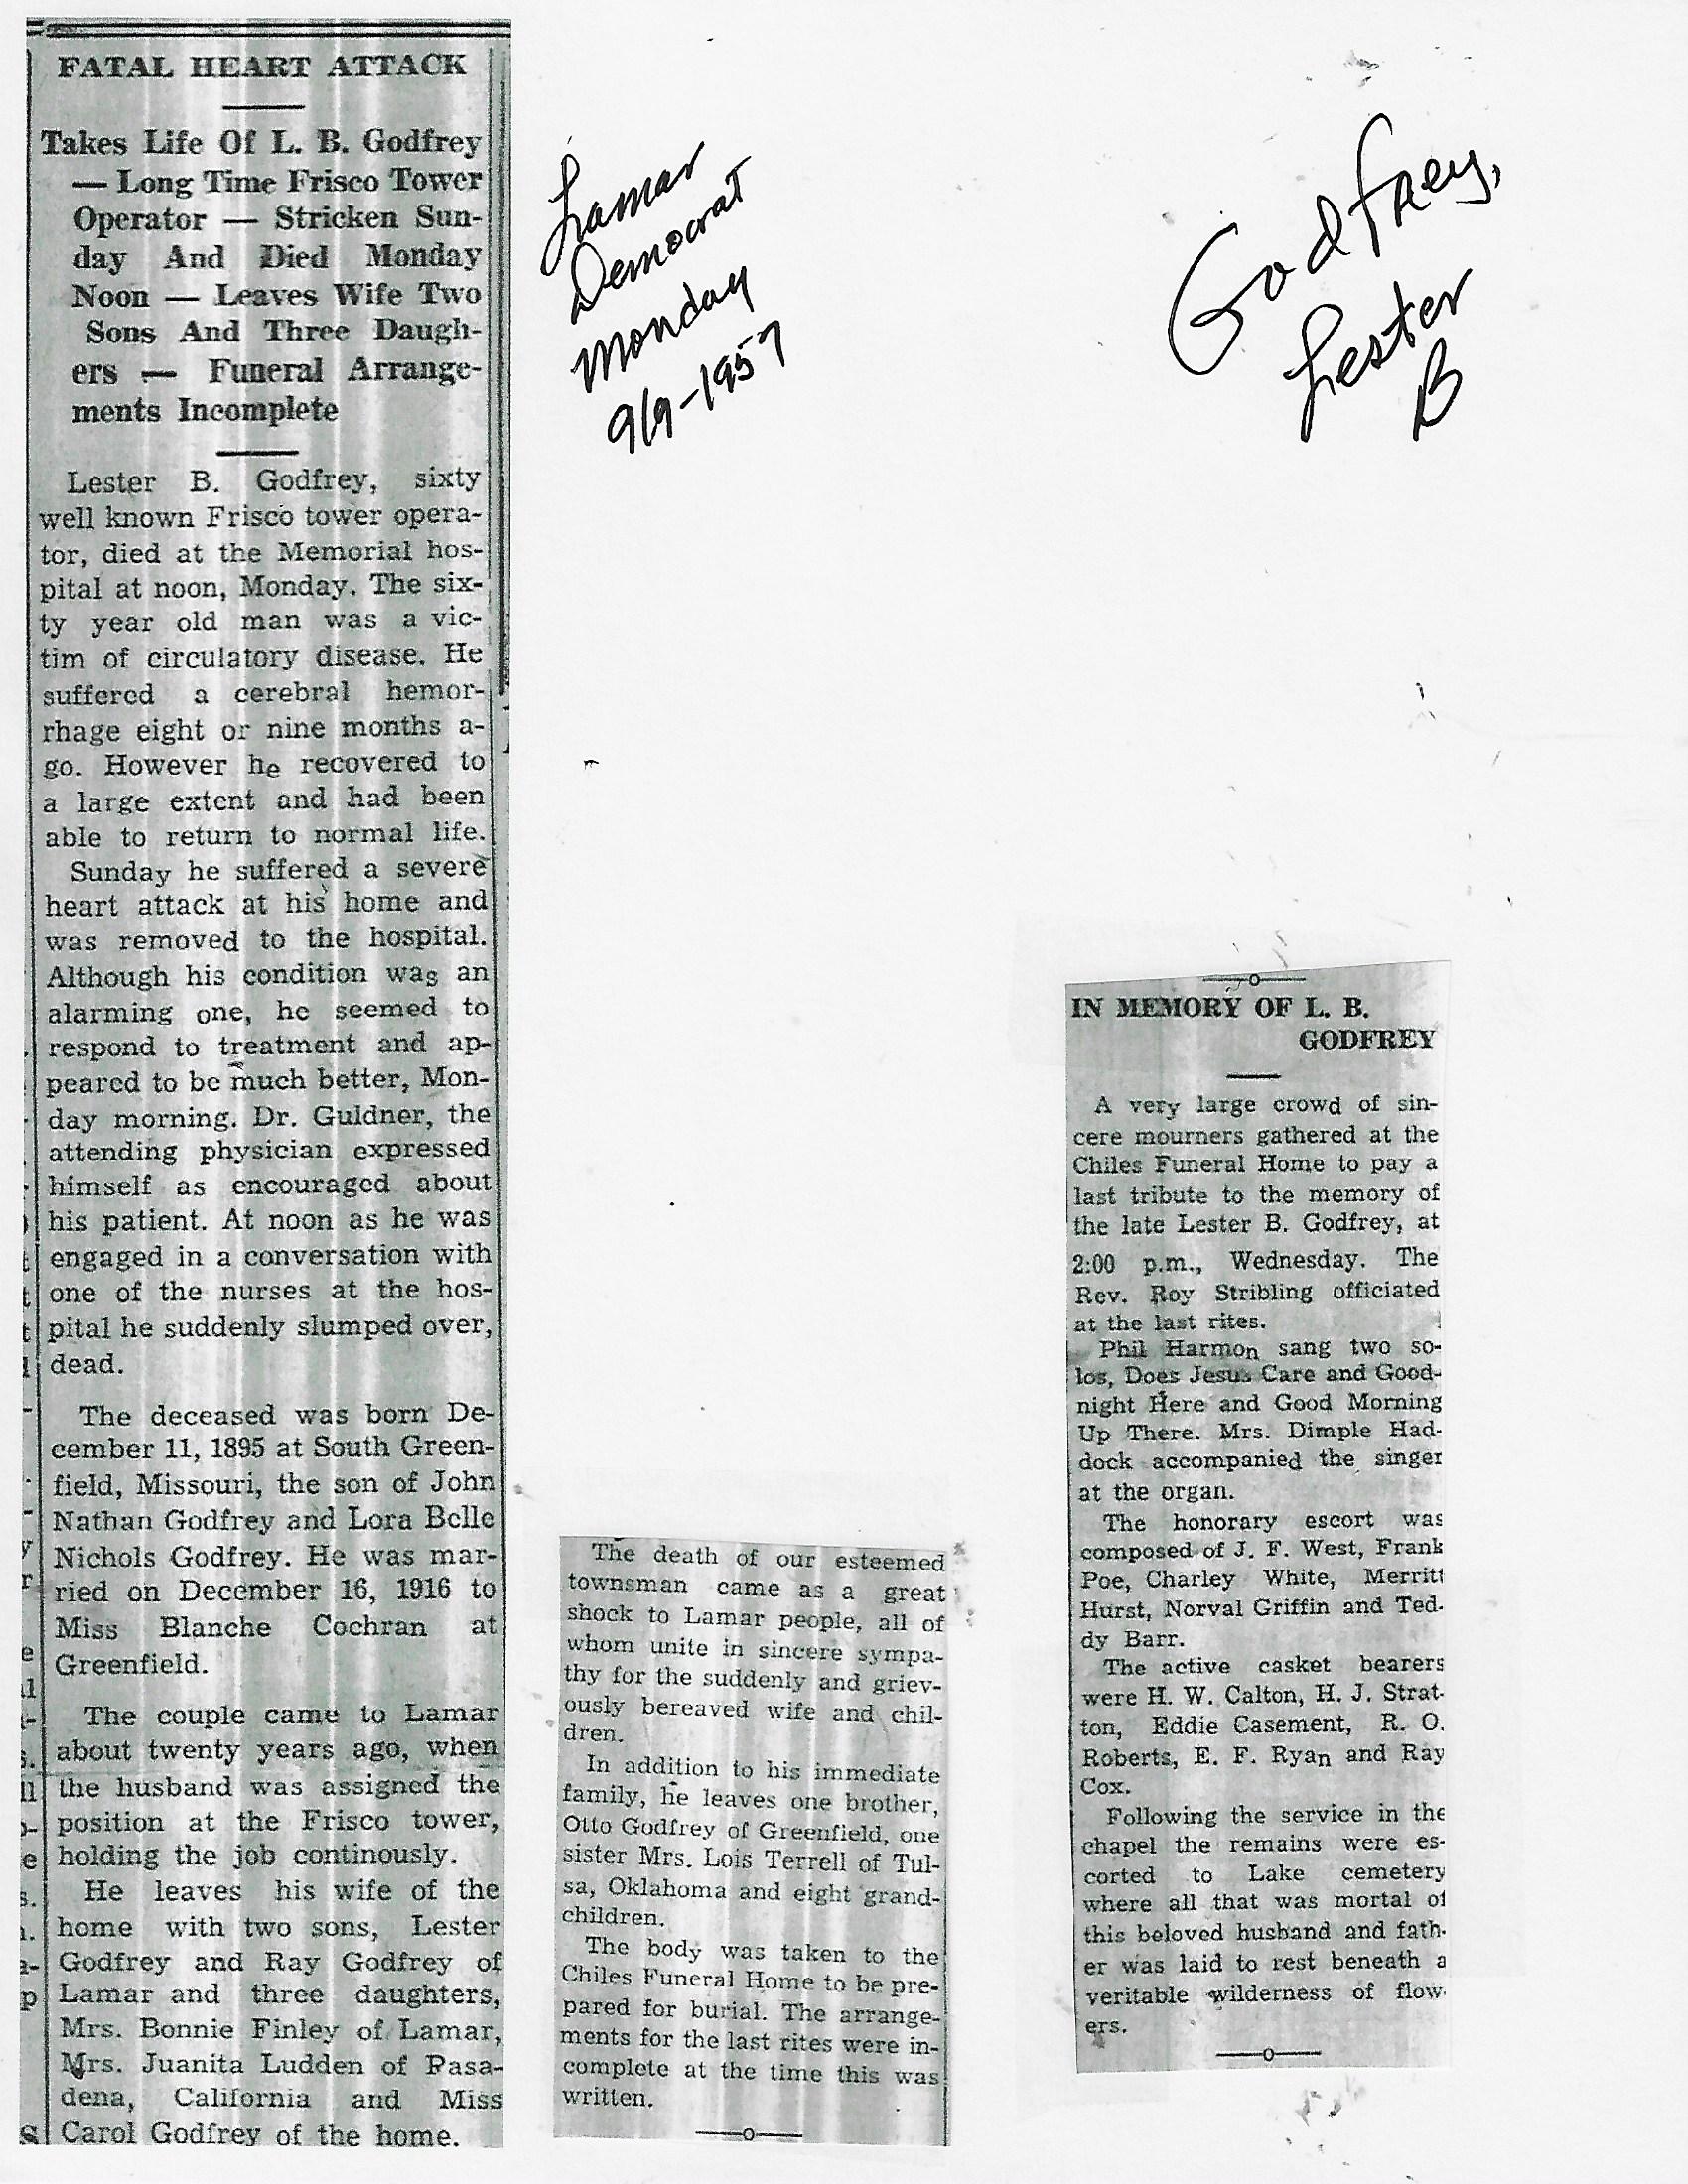 FATAL HEART ATTACK
Takes Life Of L. B. Godfrey
— Long Time Frisco Tower
Operator — Stricken Sun-
day And Died Monday
Noon — Leaves Wife Two
Sons And Three Daugh-
ers — Funeral Arrange-
ments Incomplete
Lester B. Godfrey, sixty
well known Frisco tower opera-
tor, died at the Memorial hos-
pital at noon, Monday. The six-
ty year old man was a vic-
tim of circulatory disease. He
suffered a cerebral hemor-
rhage eight or nine months a-
go. However he recovered to
a large extent and had been
able to return to normal life.
Sunday he suffered a severe
heart attack at his home and
was removed to the hospital.
Although his condition was an
alarming one, he seemed to
respond to treatment and ap-
peared to be much better, Mon-
day morning. Dr. Guldner, the
attending physician expressed
himself as encouraged about
his patient. At noon as he was
engaged in a conversation with
one of the nurses at the hos-
pital he suddenly slumped over,
dead.
The deceased was born De-
cember 11, 1895 at South Green-
field, Missouri, the son of John
Nathan Godfrey and Lora Belle
Nichols Godfrey. He was mar-
ried on December 16, 1916 to
Miss Blanche Cochran at
Greenfield.
The couple came to Lamar
about twenty years ago, when
the husband was assigned the
position at the Frisco tower,
holding the job continously.
He leaves his wife of the
home with two sons, Lester
Godfrey and Ray Godfrey of
Lamar and three daughters,
Mrs. Bonnie Finley of Lamar,
Mrs. Juanita Ludden of Pasa-
dena, California and Miss
Carol Godfrey of the home.
Lamar
Democrat
Monday
9/9-1957
Godfrey,
Lester
B
The death of our esteemed
townsman came as a great
shock to Lamar people, all of
whom unite in sincere sympa-
thy for the suddenly and griev-
ously bereaved wife and chil-
dren.
In addition to his immediate
family, he leaves one brother,
Otto Godfrey of Greenfield, one
sister Mrs. Lois Terrell of Tul-
sa, Oklahoma and eight grand-
children.
The body was taken to the
Chiles Funeral Home to be pre-
pared for burial. The arrange-
ments for the last rites were in-
complete at the time this was
written.
IN MEMORY OF L. B.
GODFREY
A very large crowd of sin-
cere mourners gathered at the
Chiles Funeral Home to pay a
last tribute to the memory of
the late Lester B. Godfrey, at
2:00 p.m., Wednesday. The
Rev. Roy Stribling officiated
at the last rites.
Phil Harmon sang two so-
los, Does Jesus Care and Good-
night Here and Good Morning
Up There. Mrs. Dimple Had-
dock accompanied the singer
at the organ.
The honorary escort was
composed of J. F. West, Frank
Poe, Charley White, Merritt
Hurst, Norval Griffin and Ted-
dy Barr.
The active casket bearers
were H. W. Calton, H. J. Strat-
ton, Eddie Casement, R. O.
Roberts, E. F. Ryan and Ray
Cox.
Following the service in the
chapel the remains were es-
corted to Lake cemetery
where all that was mortal of
this beloved husband and fath-
er was laid to rest beneath a
veritable wilderness of flow-
ers.